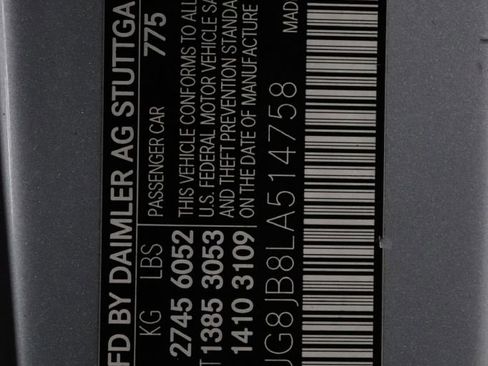 FD BY DAIMLER AG STUTTGA
KG LBS PASSENGER CAR 775
2745 6052 THIS VEHICLE CONFORMS TO ALL
1385 3053 U.S. FEDERAL MOTOR VEHICLE SA
1410 3109 AND THEFT PREVENTION STANDA
ON THE DATE OF MANUFACTURE
JG8JB8LA514758 MAD